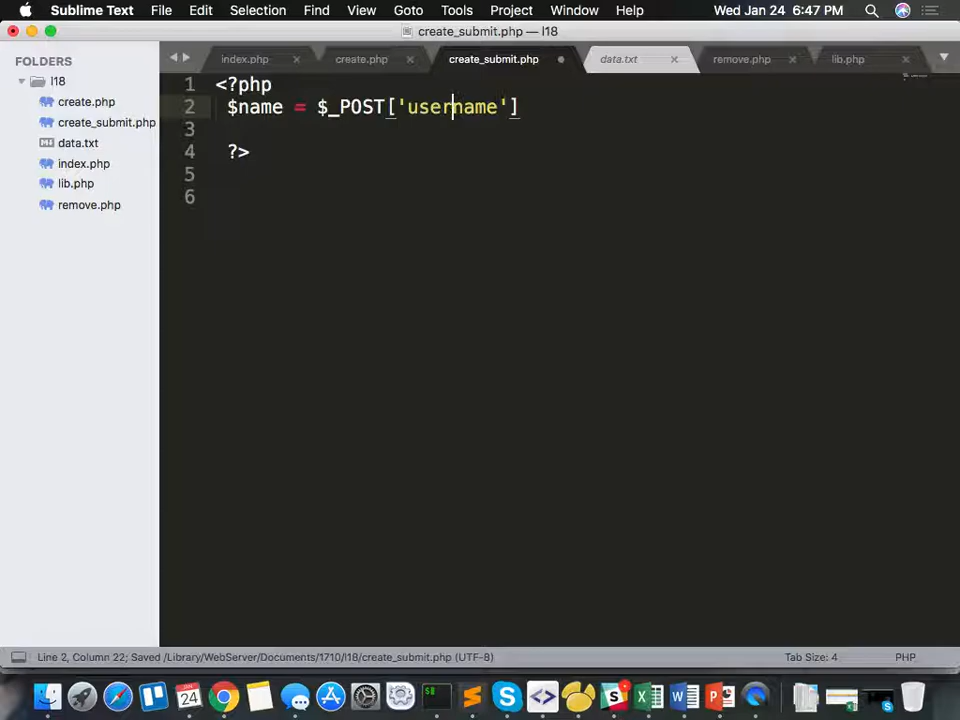 Sublime Text File Edit Selection Find View Goto Tools Project Window Help Wed Jan 24 6:47 PM
create_submit.php — l18
FOLDERS
l18
create.php
create_submit.php
data.txt
index.php
lib.php
remove.php
index.php create.php create_submit.php data.txt remove.php lib.php
1 <?php
2 $name = $_POST['username']
3
4 ?>
5
6
Line 2, Column 22; Saved /Library/WebServer/Documents/1710/l18/create_submit.php (UTF-8) Tab Size: 4 PHP
24